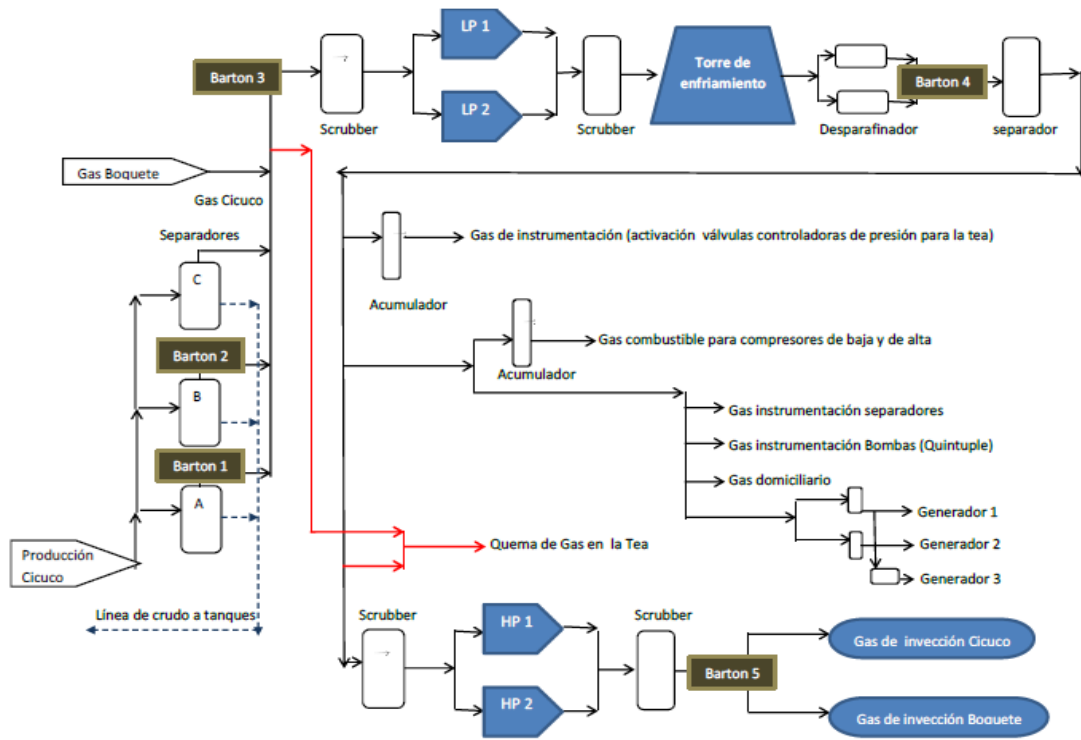 LP 1
Barton 3
Torre de
enfriamiento
Barton 4
LP 2
Scrubber
Scrubber
Desparafinador
separador
Gas Boquete
Gas Cicuco
Separadores
Gas de instrumentación (activación válvulas controladoras de presión para la tea)
C
Acumulador
Barton 2
Gas combustible para compresores de baja y de alta
Acumulador
B
Gas instrumentación separadores
Gas instrumentación Bombas (Quintuple)
Barton 1
Gas domiciliario
A
Generador 1
Producción
Cicuco
Quema de Gas en la Tea
Generador 2
Generador 3
Línea de crudo a tanques
Scrubber
HP 1
Scrubber
Gas de invección Cicuco
Barton 5
HP 2
Gas de invección Boquete